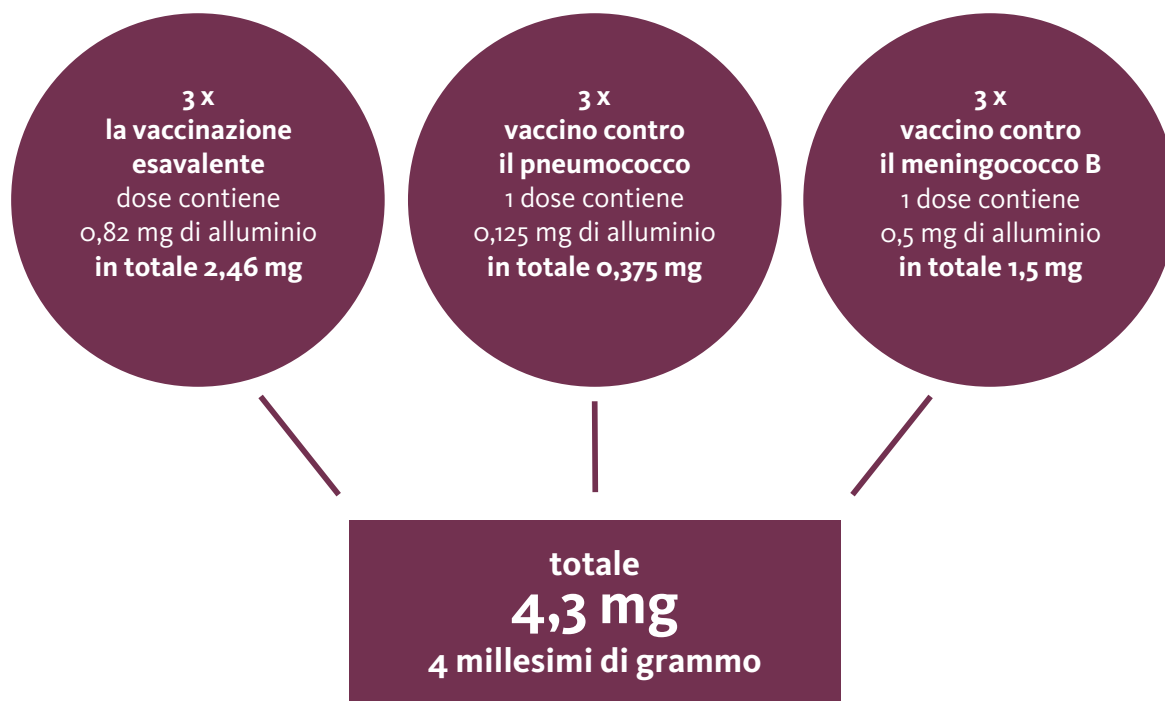 3 x
la vaccinazione
esavalente
dose contiene
0,82 mg di alluminio
in totale 2,46 mg
3 x
vaccino contro
il pneumococco
1 dose contiene
0,125 mg di alluminio
in totale 0,375 mg
3 x
vaccino contro
il meningococco B
1 dose contiene
0,5 mg di alluminio
in totale 1,5 mg
totale
4,3 mg
4 millesimi di grammo